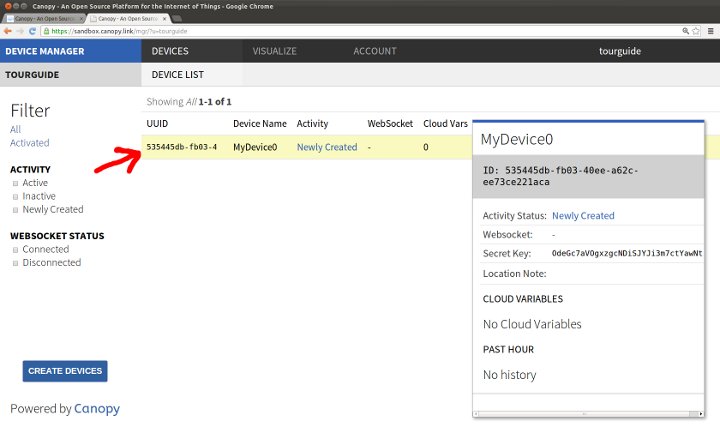 Canopy - An Open Source Platform for the Internet of Things - Google Chrome
Canopy - An Open Source
Canopy - An Open Source
https://sandbox.canopy.link/mgr/?u=tourguide
DEVICE MANAGER
DEVICES
VISUALIZE
ACCOUNT
tourguide
TOURGUIDE
DEVICE LIST
Filter
All
Activated
ACTIVITY
Active
Inactive
Newly Created
WEBSOCKET STATUS
Connected
Disconnected
CREATE DEVICES
Powered by Canopy
Showing All 1-1 of 1
UUID Device Name Activity WebSocket Cloud Vars
535445db-fb03-4 MyDevice0 Newly Created - 0
MyDevice0
ID: 535445db-fb03-40ee-a62c-
ee73ce221aca
Activity Status: Newly Created
Websocket: -
Secret Key: 0deGc7aVOgxzgcNDiSJYJi3m7ctYawNt
Location Note:
CLOUD VARIABLES
No Cloud Variables
PAST HOUR
No history